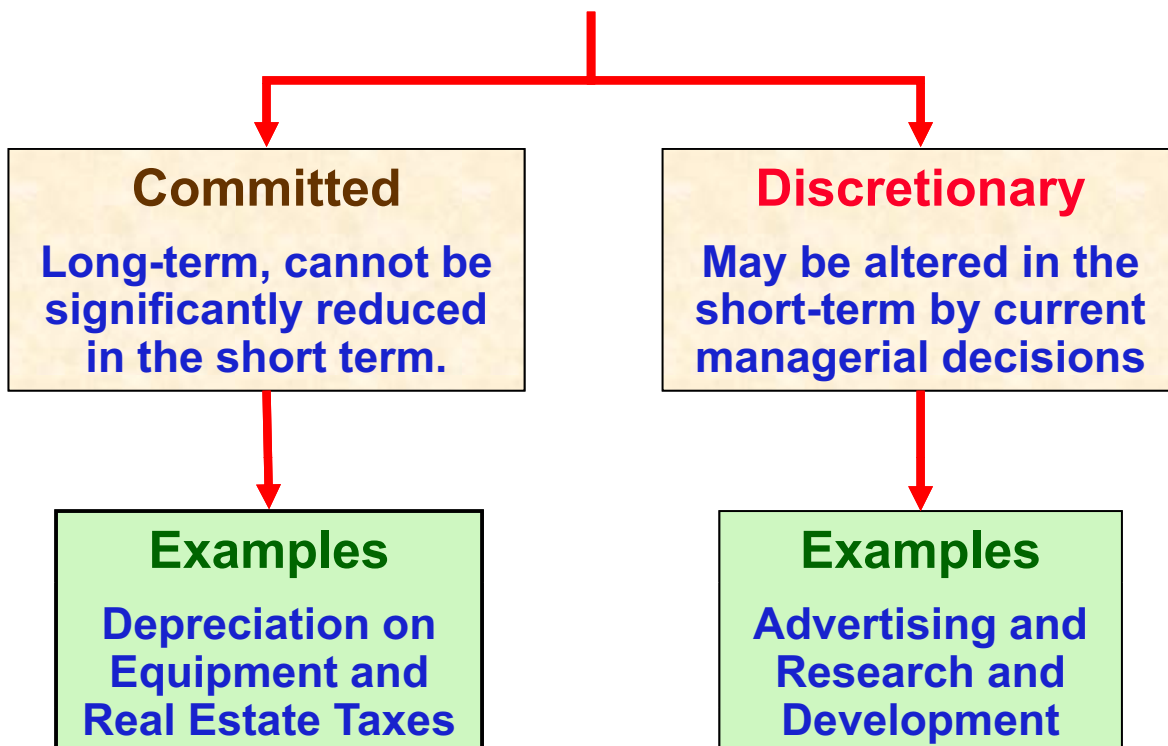 Committed
Long-term, cannot be
significantly reduced
in the short term.
Discretionary
May be altered in the
short-term by current
managerial decisions
Examples
Depreciation on
Equipment and
Real Estate Taxes
Examples
Advertising and
Research and
Development